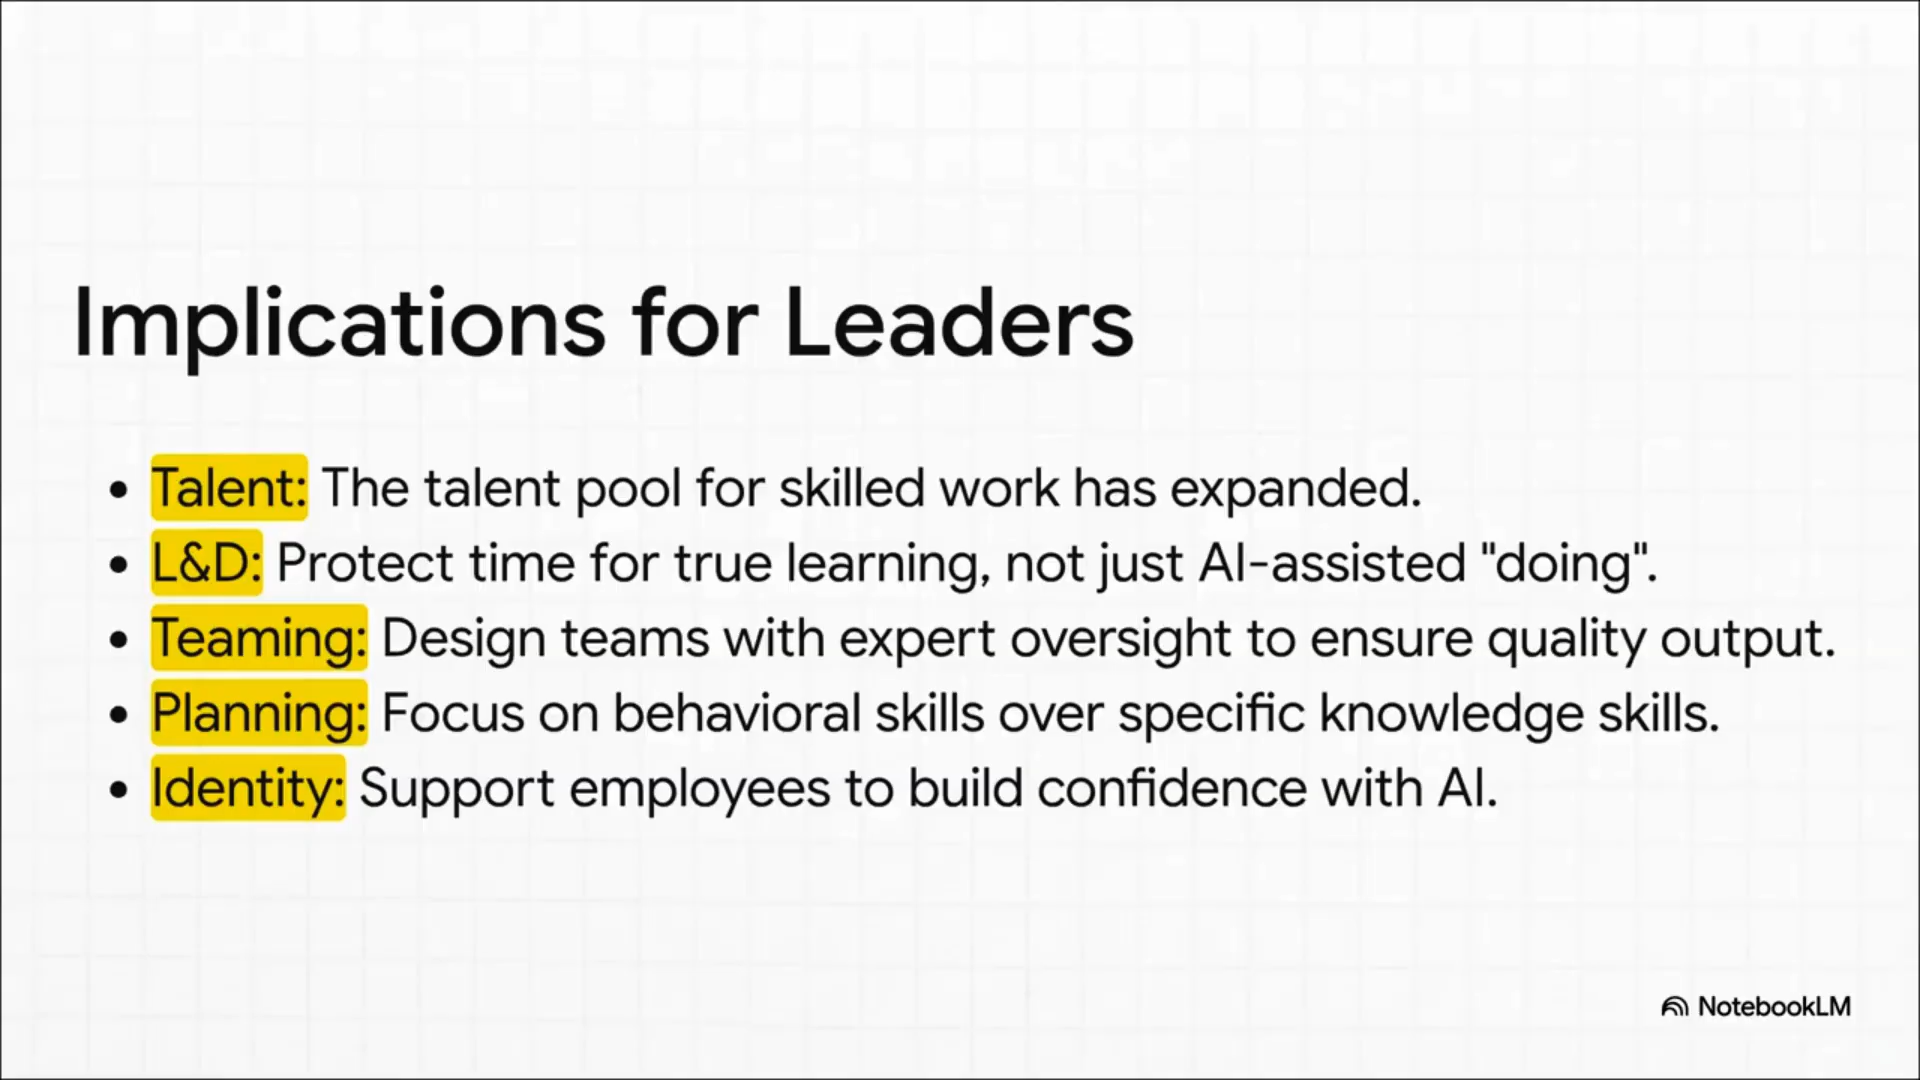 Implications for Leaders
• Talent: The talent pool for skilled work has expanded.
• L&D: Protect time for true learning, not just AI-assisted "doing".
• Teaming: Design teams with expert oversight to ensure quality output.
• Planning: Focus on behavioral skills over specific knowledge skills.
• Identity: Support employees to build confidence with AI.
NotebookLM